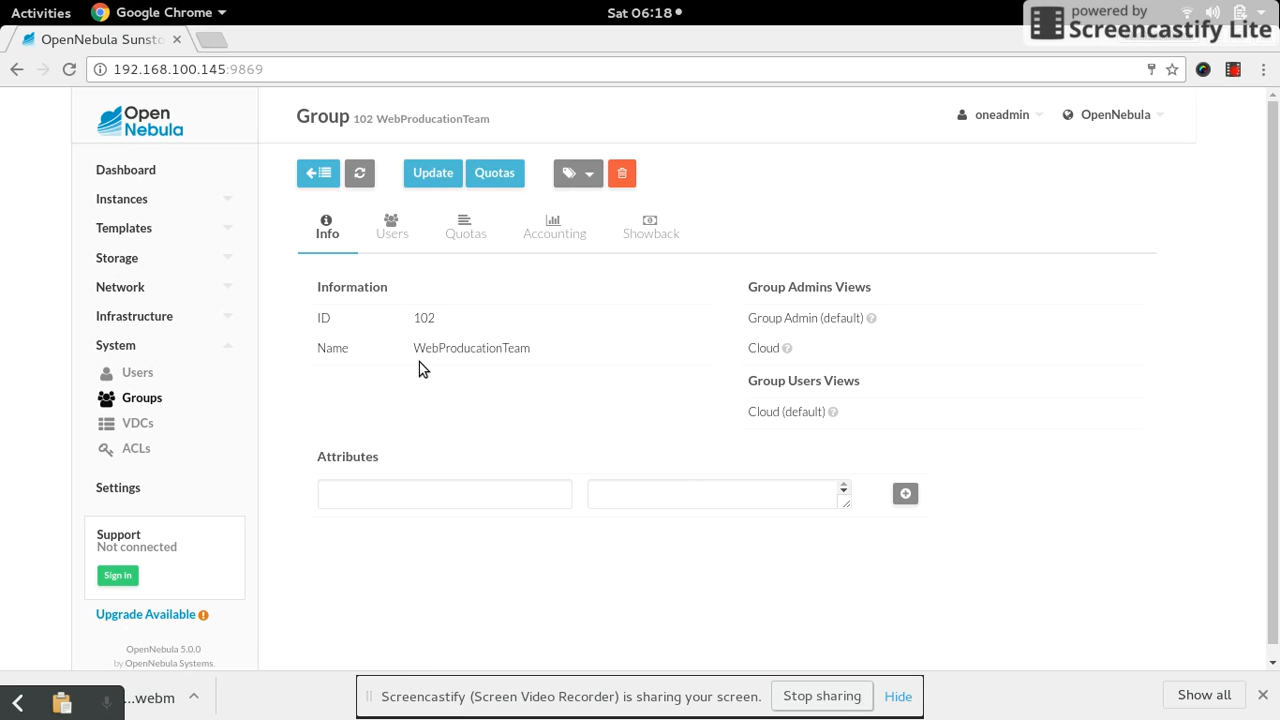 Activities Google Chrome Sat 06:18
powered by
Screencastify Lite
OpenNebula Sunsto
192.168.100.145:9869
Open
Nebula
Group 102 WebProducationTeam
oneadmin OpenNebula
Update Quotas
Info Users Quotas Accounting Showback
Dashboard
Instances
Templates
Storage
Network
Infrastructure
System
Users
Groups
VDCs
ACLs
Settings
Support
Not connected
Sign in
Upgrade Available
OpenNebula 5.0.0
by OpenNebula Systems.
Information
ID 102
Name WebProducationTeam
Group Admins Views
Group Admin (default)
Cloud
Group Users Views
Cloud (default)
Attributes
...webm
Screencastify (Screen Video Recorder) is sharing your screen. Stop sharing Hide
Show all